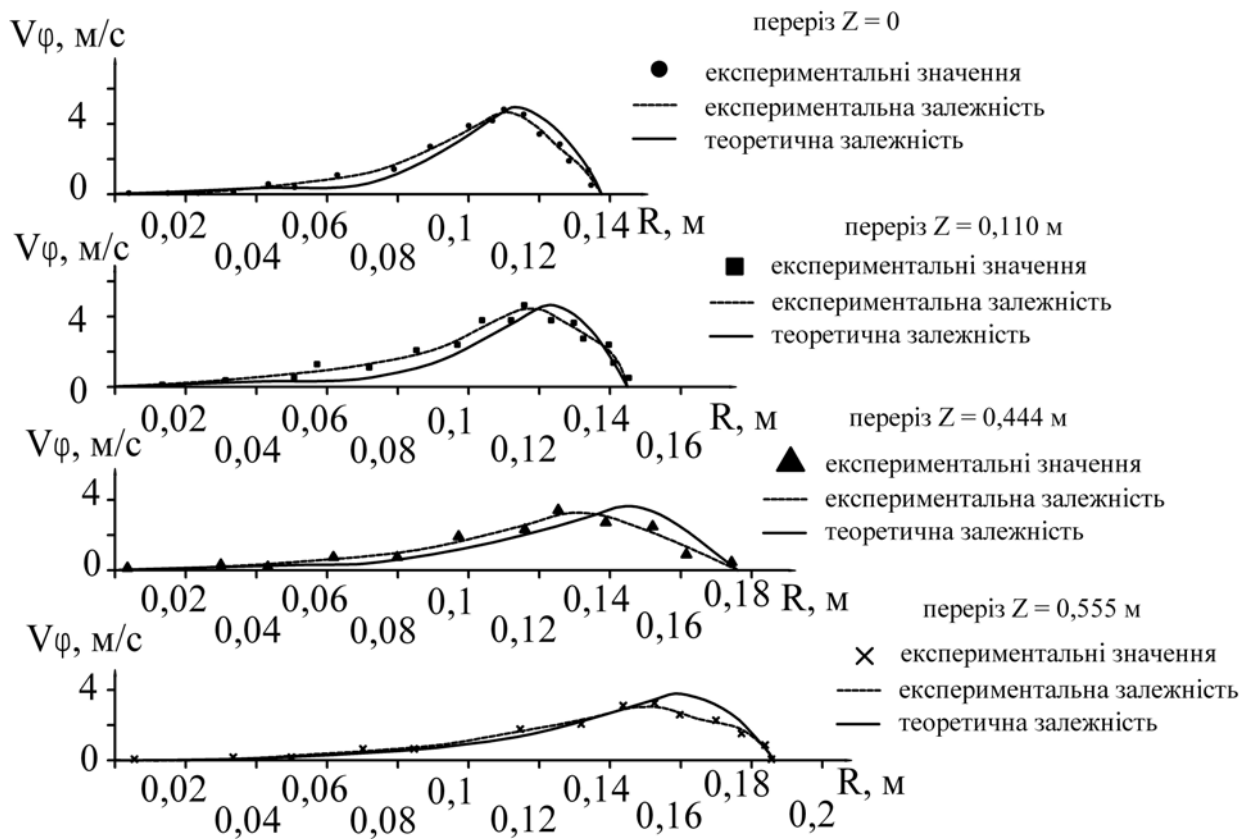 переріз Z = 0
Vφ, м/с
експериментальні значення
експериментальна залежність
теоретична залежність
4
0
0,02 0,06 0,1 0,14 R, м
0,04 0,08 0,12
переріз Z = 0,110 м
Vφ, м/с
експериментальні значення
експериментальна залежність
теоретична залежність
4
0
0,02 0,06 0,1 0,14 R, м
0,04 0,08 0,12 0,16
переріз Z = 0,444 м
Vφ, м/с
експериментальні значення
експериментальна залежність
теоретична залежність
4
0
0,02 0,06 0,1 0,14 0,18 R, м
0,04 0,08 0,12 0,16
переріз Z = 0,555 м
Vφ, м/с
експериментальні значення
експериментальна залежність
теоретична залежність
4
0
0,02 0,06 0,1 0,14 0,18 R, м
0,04 0,08 0,12 0,16 0,2